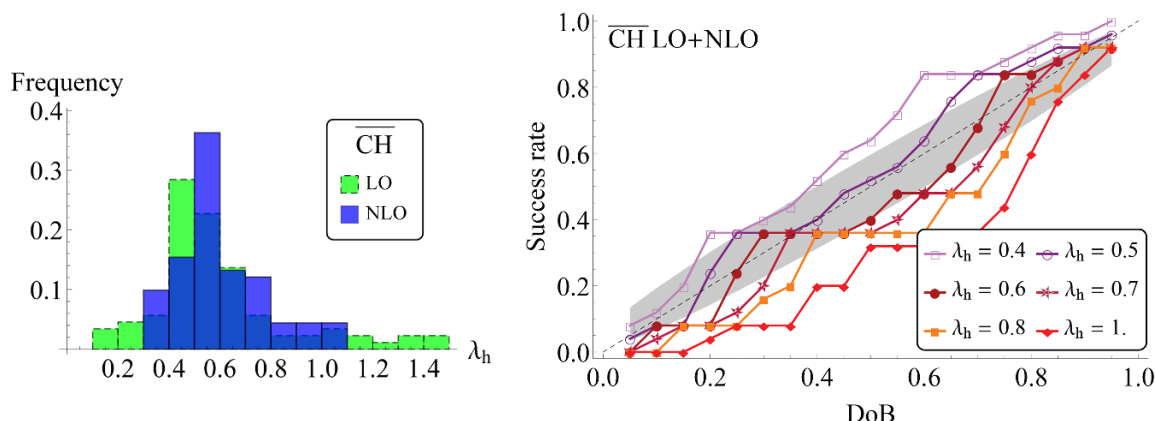 Frequency
0.4
0.3
0.2
0.1
0.2 0.4 0.6 0.8 1.0 1.2 1.4
λh
CH
LO
NLO
CH LO+NLO
Success rate
1.0
0.8
0.6
0.4
0.2
0.0
0.0 0.2 0.4 0.6 0.8 1.0
DoB
λh = 0.4 λh = 0.5
λh = 0.6 λh = 0.7
λh = 0.8 λh = 1.